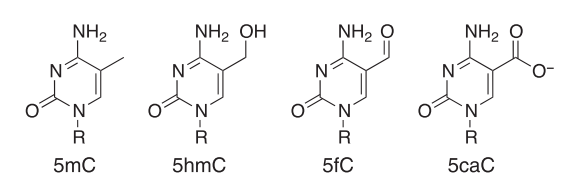 NH₂ NH₂ OH NH₂ O NH₂ O
N N N N O⁻
O N O N O N O N
R R R R
5mC 5hmC 5fC 5caC